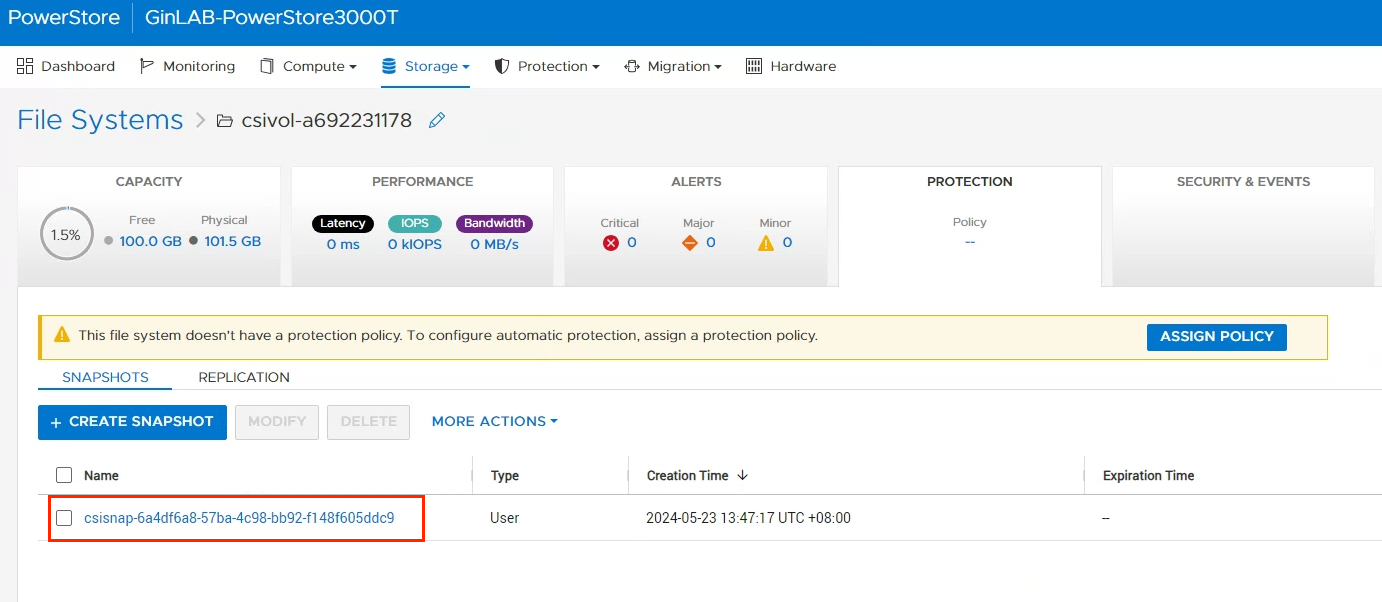 PowerStore GinLAB-PowerStore3000T
Dashboard Monitoring Compute Storage Protection Migration Hardware
File Systems > csivol-a692231178
CAPACITY
1.5%
Free Physical
100.0 GB 101.5 GB
PERFORMANCE
Latency IOPS Bandwidth
0 ms 0 kIOPS 0 MB/s
ALERTS
Critical Major Minor
0 0 0
PROTECTION
Policy
--
SECURITY & EVENTS
This file system doesn't have a protection policy. To configure automatic protection, assign a protection policy. ASSIGN POLICY
SNAPSHOTS REPLICATION
+ CREATE SNAPSHOT MODIFY DELETE MORE ACTIONS
Name Type Creation Time Expiration Time
csisnap-6a4df6a8-57ba-4c98-bb92-f148f605ddc9 User 2024-05-23 13:47:17 UTC +08:00 --